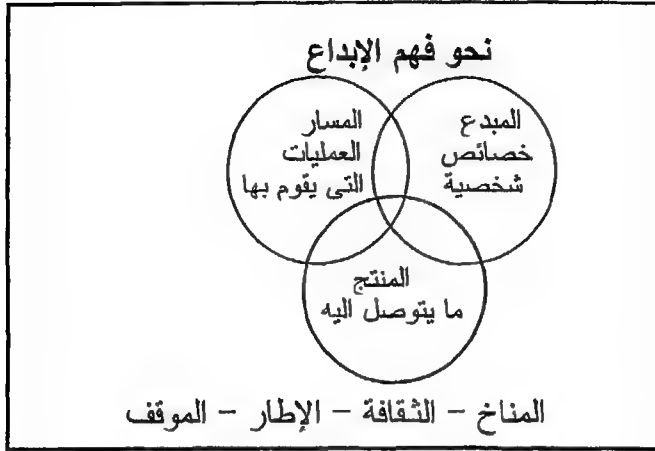 نحو فهم الإبداع
المبدع
خصائص
شخصية
المسار
العمليات
التى يقوم بها
المنتج
ما يتوصل اليه
المناخ – الثقافة – الإطار – الموقف